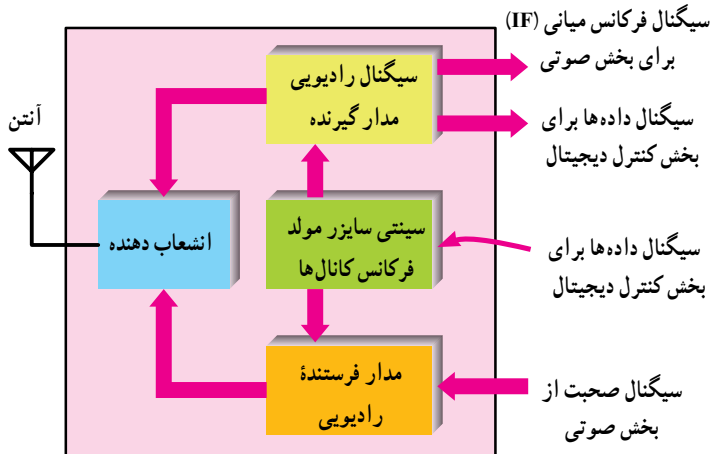 سیگنال فرکانس میانی (IF)
برای بخش صوتی
سیگنال رادیویی
مدار گیرنده
سیگنال داده‌ها برای
بخش کنترل دیجیتال
آنتن
انشعاب دهنده
سینتی سایزر مولد
فرکانس کانال‌ها
سیگنال داده‌ها برای
بخش کنترل دیجیتال
مدار فرستندهٔ
رادیویی
سیگنال صحبت از
بخش صوتی